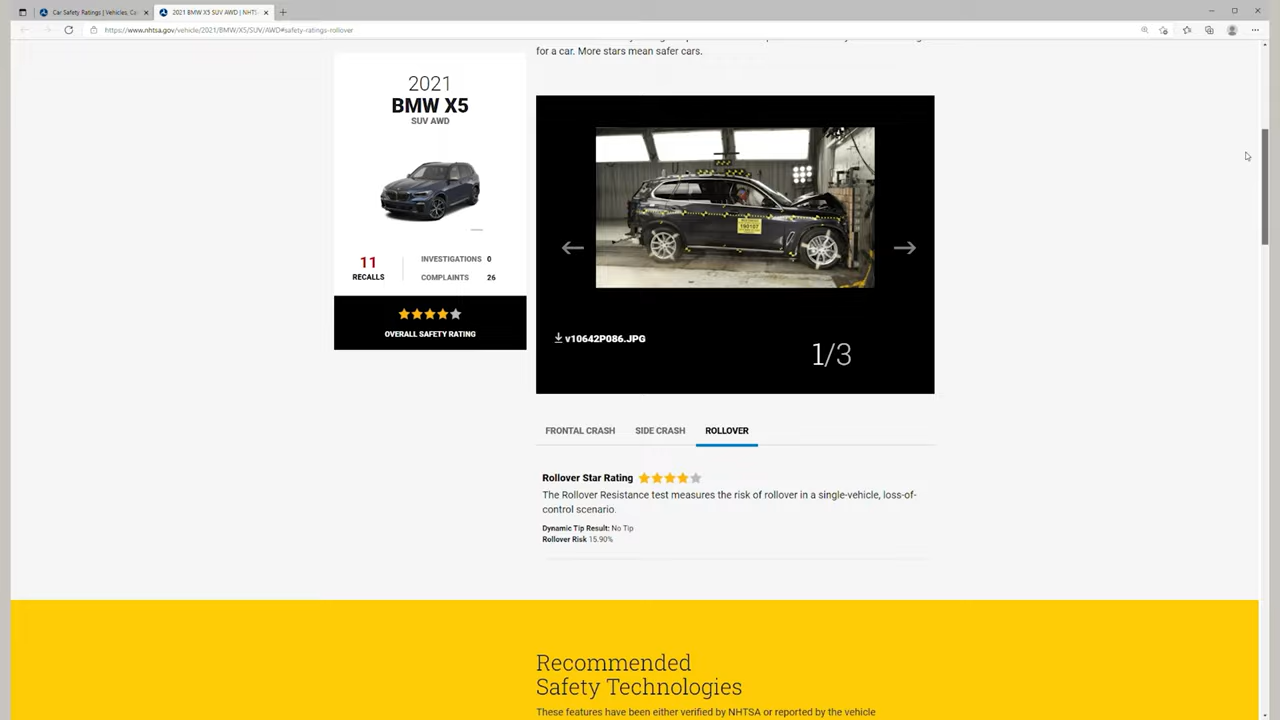 Car Safety Ratings | Vehicles, Ca
2021 BMW X5 SUV AWD | NHTS
https://www.nhtsa.gov/vehicle/2021/BMW/X5/SUV/AWD#safety-ratings-rollover
for a car. More stars mean safer cars.
2021
BMW X5
SUV AWD
11
RECALLS
INVESTIGATIONS 0
COMPLAINTS 26
OVERALL SAFETY RATING
v10642P086.JPG
1/3
FRONTAL CRASH
SIDE CRASH
ROLLOVER
Rollover Star Rating
The Rollover Resistance test measures the risk of rollover in a single-vehicle, loss-of-
control scenario.
Dynamic Tip Result: No Tip
Rollover Risk 15.90%
Recommended
Safety Technologies
These features have been either verified by NHTSA or reported by the vehicle